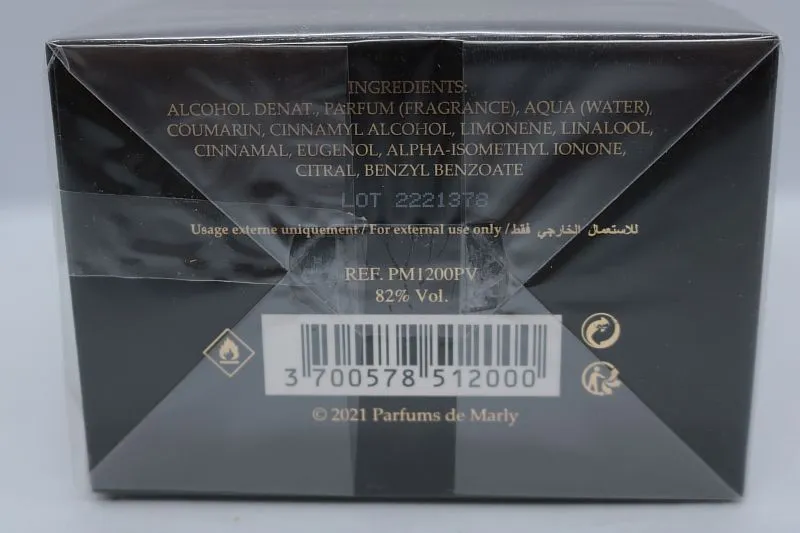 INGREDIENTS:
ALCOHOL DENAT., PARFUM (FRAGRANCE), AQUA (WATER),
COUMARIN, CINNAMYL ALCOHOL, LIMONENE, LINALOOL,
CINNAMAL, EUGENOL, ALPHA-ISOMETHYL IONONE,
CITRAL, BENZYL BENZOATE
LOT 2221378
Usage externe uniquement / For external use only / للاستعمال الخارجي فقط
REF. PM1200PV
82% Vol.
3 700578 512000
© 2021 Parfums de Marly